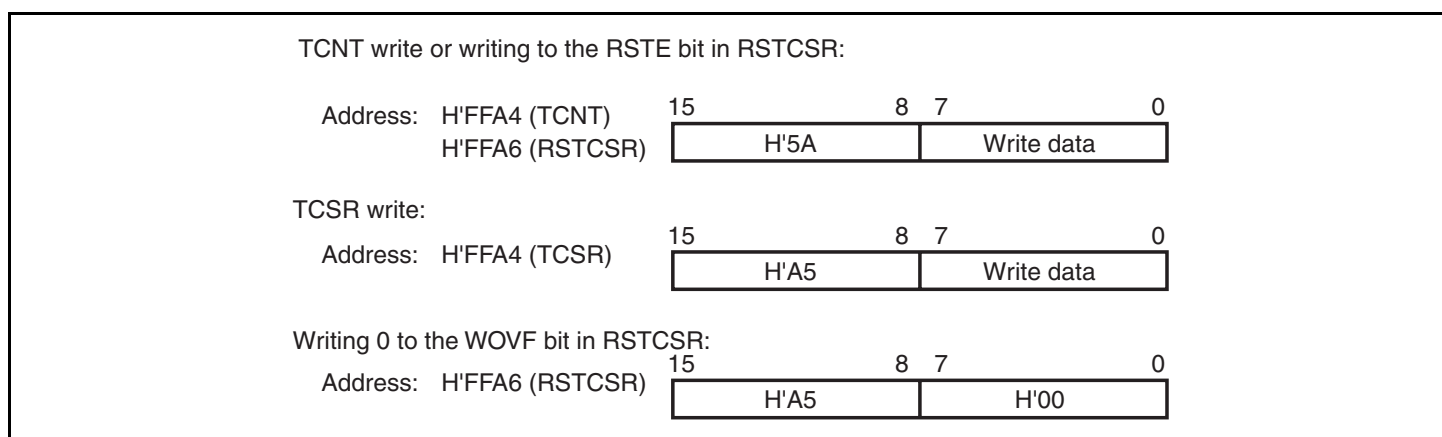 TCNT write or writing to the RSTE bit in RSTCSR:
15 8 7 0
Address: H'FFA4 (TCNT)
H'FFA6 (RSTCSR) H'5A Write data
TCSR write:
15 8 7 0
Address: H'FFA4 (TCSR)
H'A5 Write data
Writing 0 to the WOVF bit in RSTCSR:
15 8 7 0
Address: H'FFA6 (RSTCSR)
H'A5 H'00